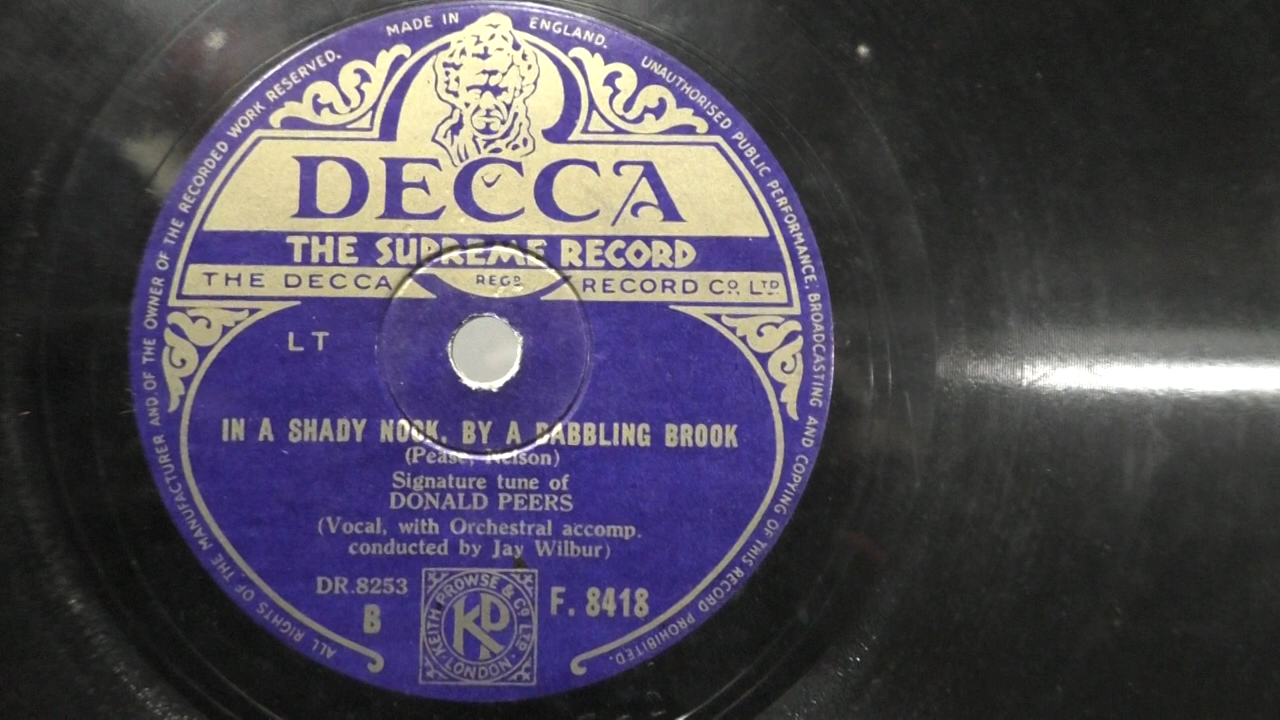 MADE IN ENGLAND.
ALL RIGHTS OF THE MANUFACTURER AND OF THE OWNER OF THE RECORDED WORK RESERVED.
UNAUTHORISED PUBLIC PERFORMANCE, BROADCASTING AND COPYING OF THIS RECORD PROHIBITED.
DECCA
THE SUPREME RECORD
THE DECCA REGD RECORD CO. LTD.
LT
IN A SHADY NOOK, BY A BABBLING BROOK
(Pease, Nelson)
Signature tune of
DONALD PEERS
(Vocal, with Orchestral accomp.
conducted by Jay Wilbur)
DR.8253
B
KEITH PROWSE & CO LTD.
KP
LONDON
F. 8418